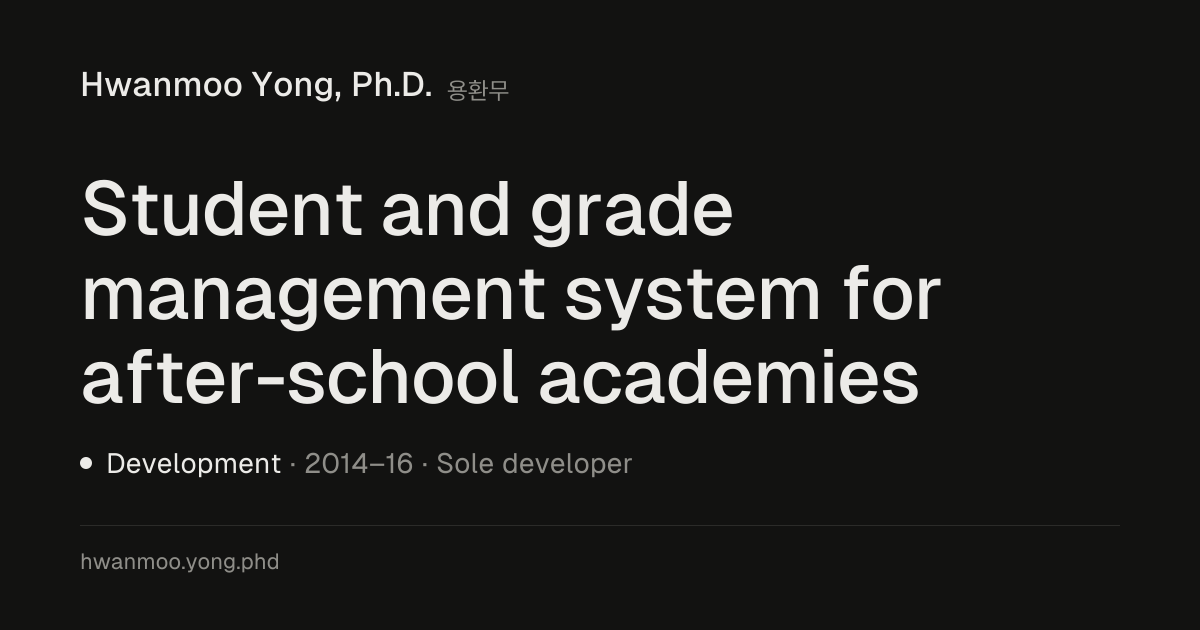 Hwanmoo Yong, Ph.D. 용환무
Student and grade
management system for
after-school academies
Development · 2014–16 · Sole developer
hwanmoo.yong.phd